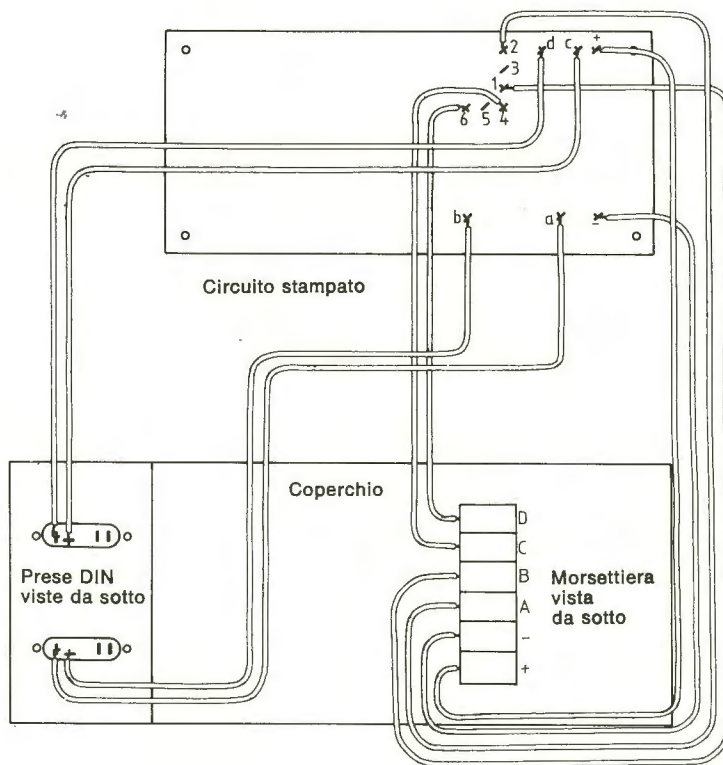 2 d c +
3
1
6 5 4
b a -
Circuito stampato
Coperchio
D
C
Prese DIN
viste da sotto
B
A
-
+
Morsettiera
vista
da sotto